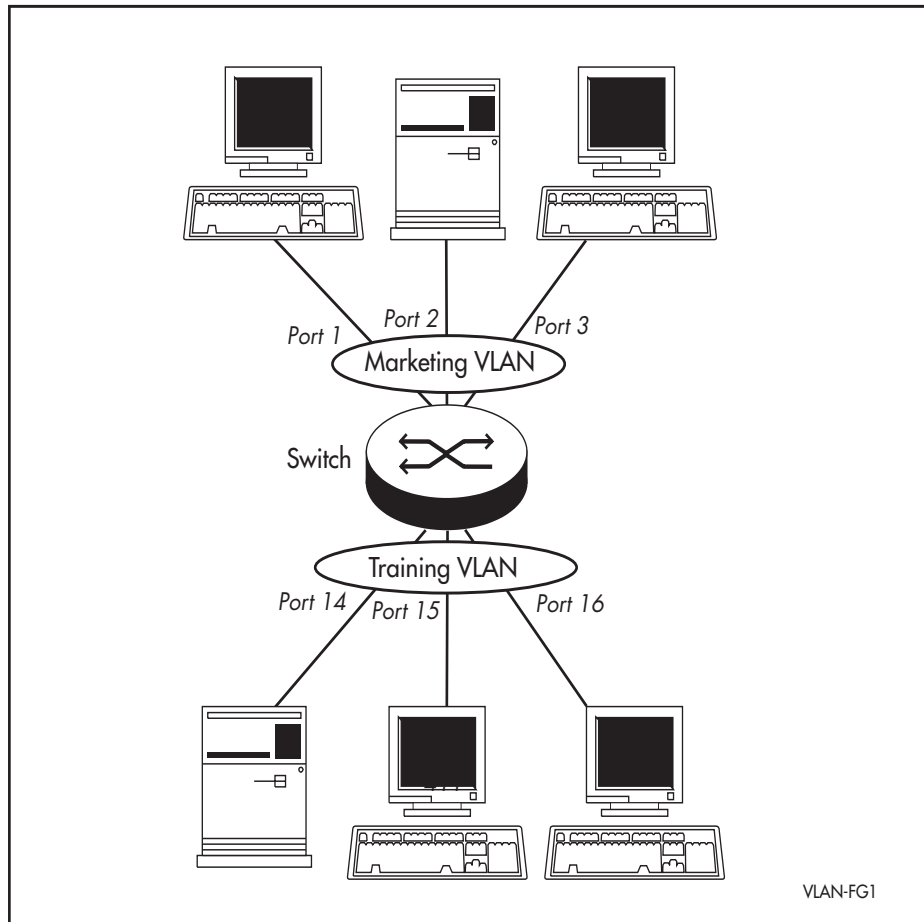 Port 1
Port 2
Port 3
Marketing VLAN
Switch
Training VLAN
Port 14
Port 15
Port 16
VLAN-FG1